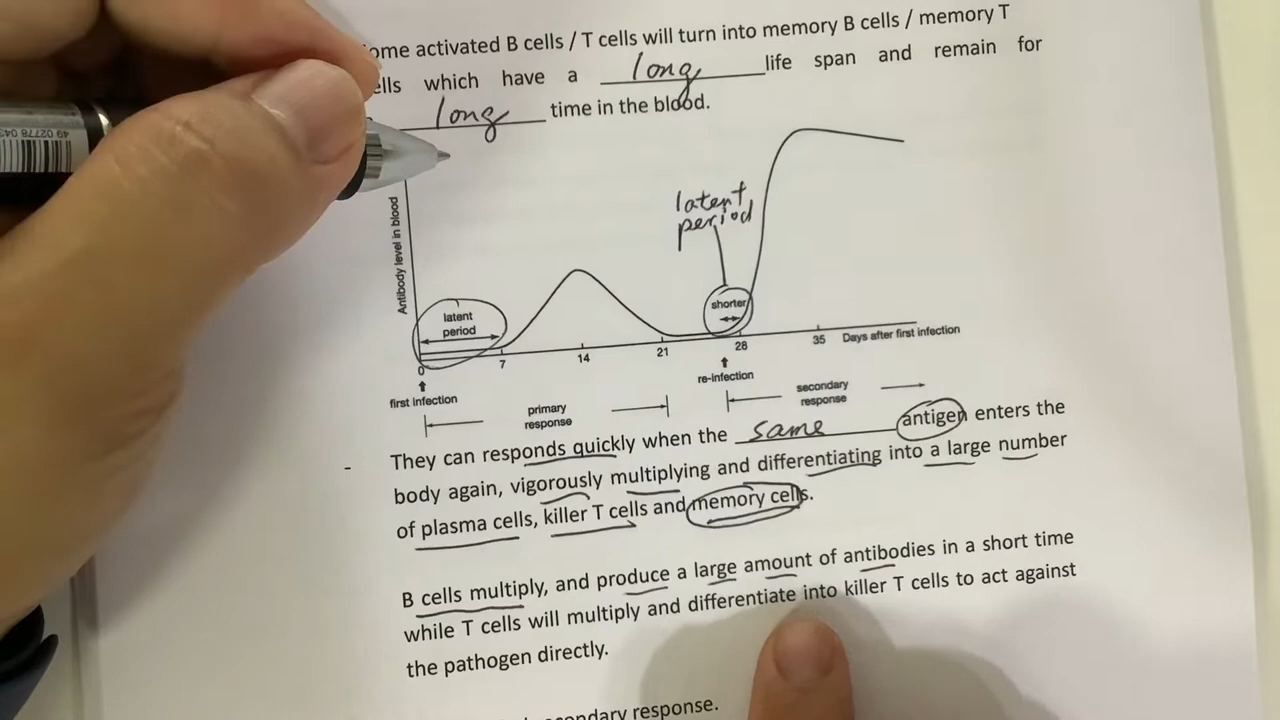 ome activated B cells / T cells will turn into memory B cells / memory T
ells which have a long life span and remain for
long time in the blood.
Antibody level in blood
latent period
latent
period
shorter
0
7
14
21
28
35
Days after first infection
first infection
re-infection
primary
response
secondary
response
- They can responds quickly when the same antigen enters the
body again, vigorously multiplying and differentiating into a large number
of plasma cells, killer T cells and memory cells.
B cells multiply, and produce a large amount of antibodies in a short time
while T cells will multiply and differentiate into killer T cells to act against
the pathogen directly.
secondary response.